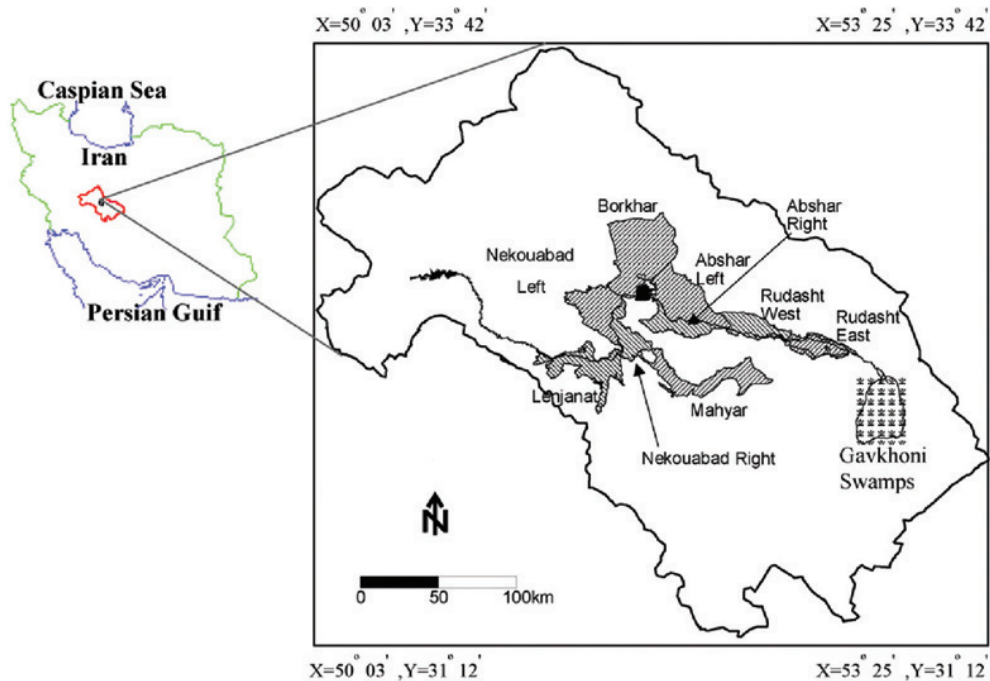 X=50° 03' ,Y=33° 42'
X=53° 25' ,Y=33° 42'
Caspian Sea
Iran
Persian Guif
Borkhar
Abshar
Right
Nekouabad
Left
Abshar
Left
Rudasht
West
Rudasht
East
Lenjanat
Mahyar
Nekouabad Right
Gavkhoni
Swamps
N
0 50 100km
X=50° 03' ,Y=31° 12'
X=53° 25' ,Y=31° 12'